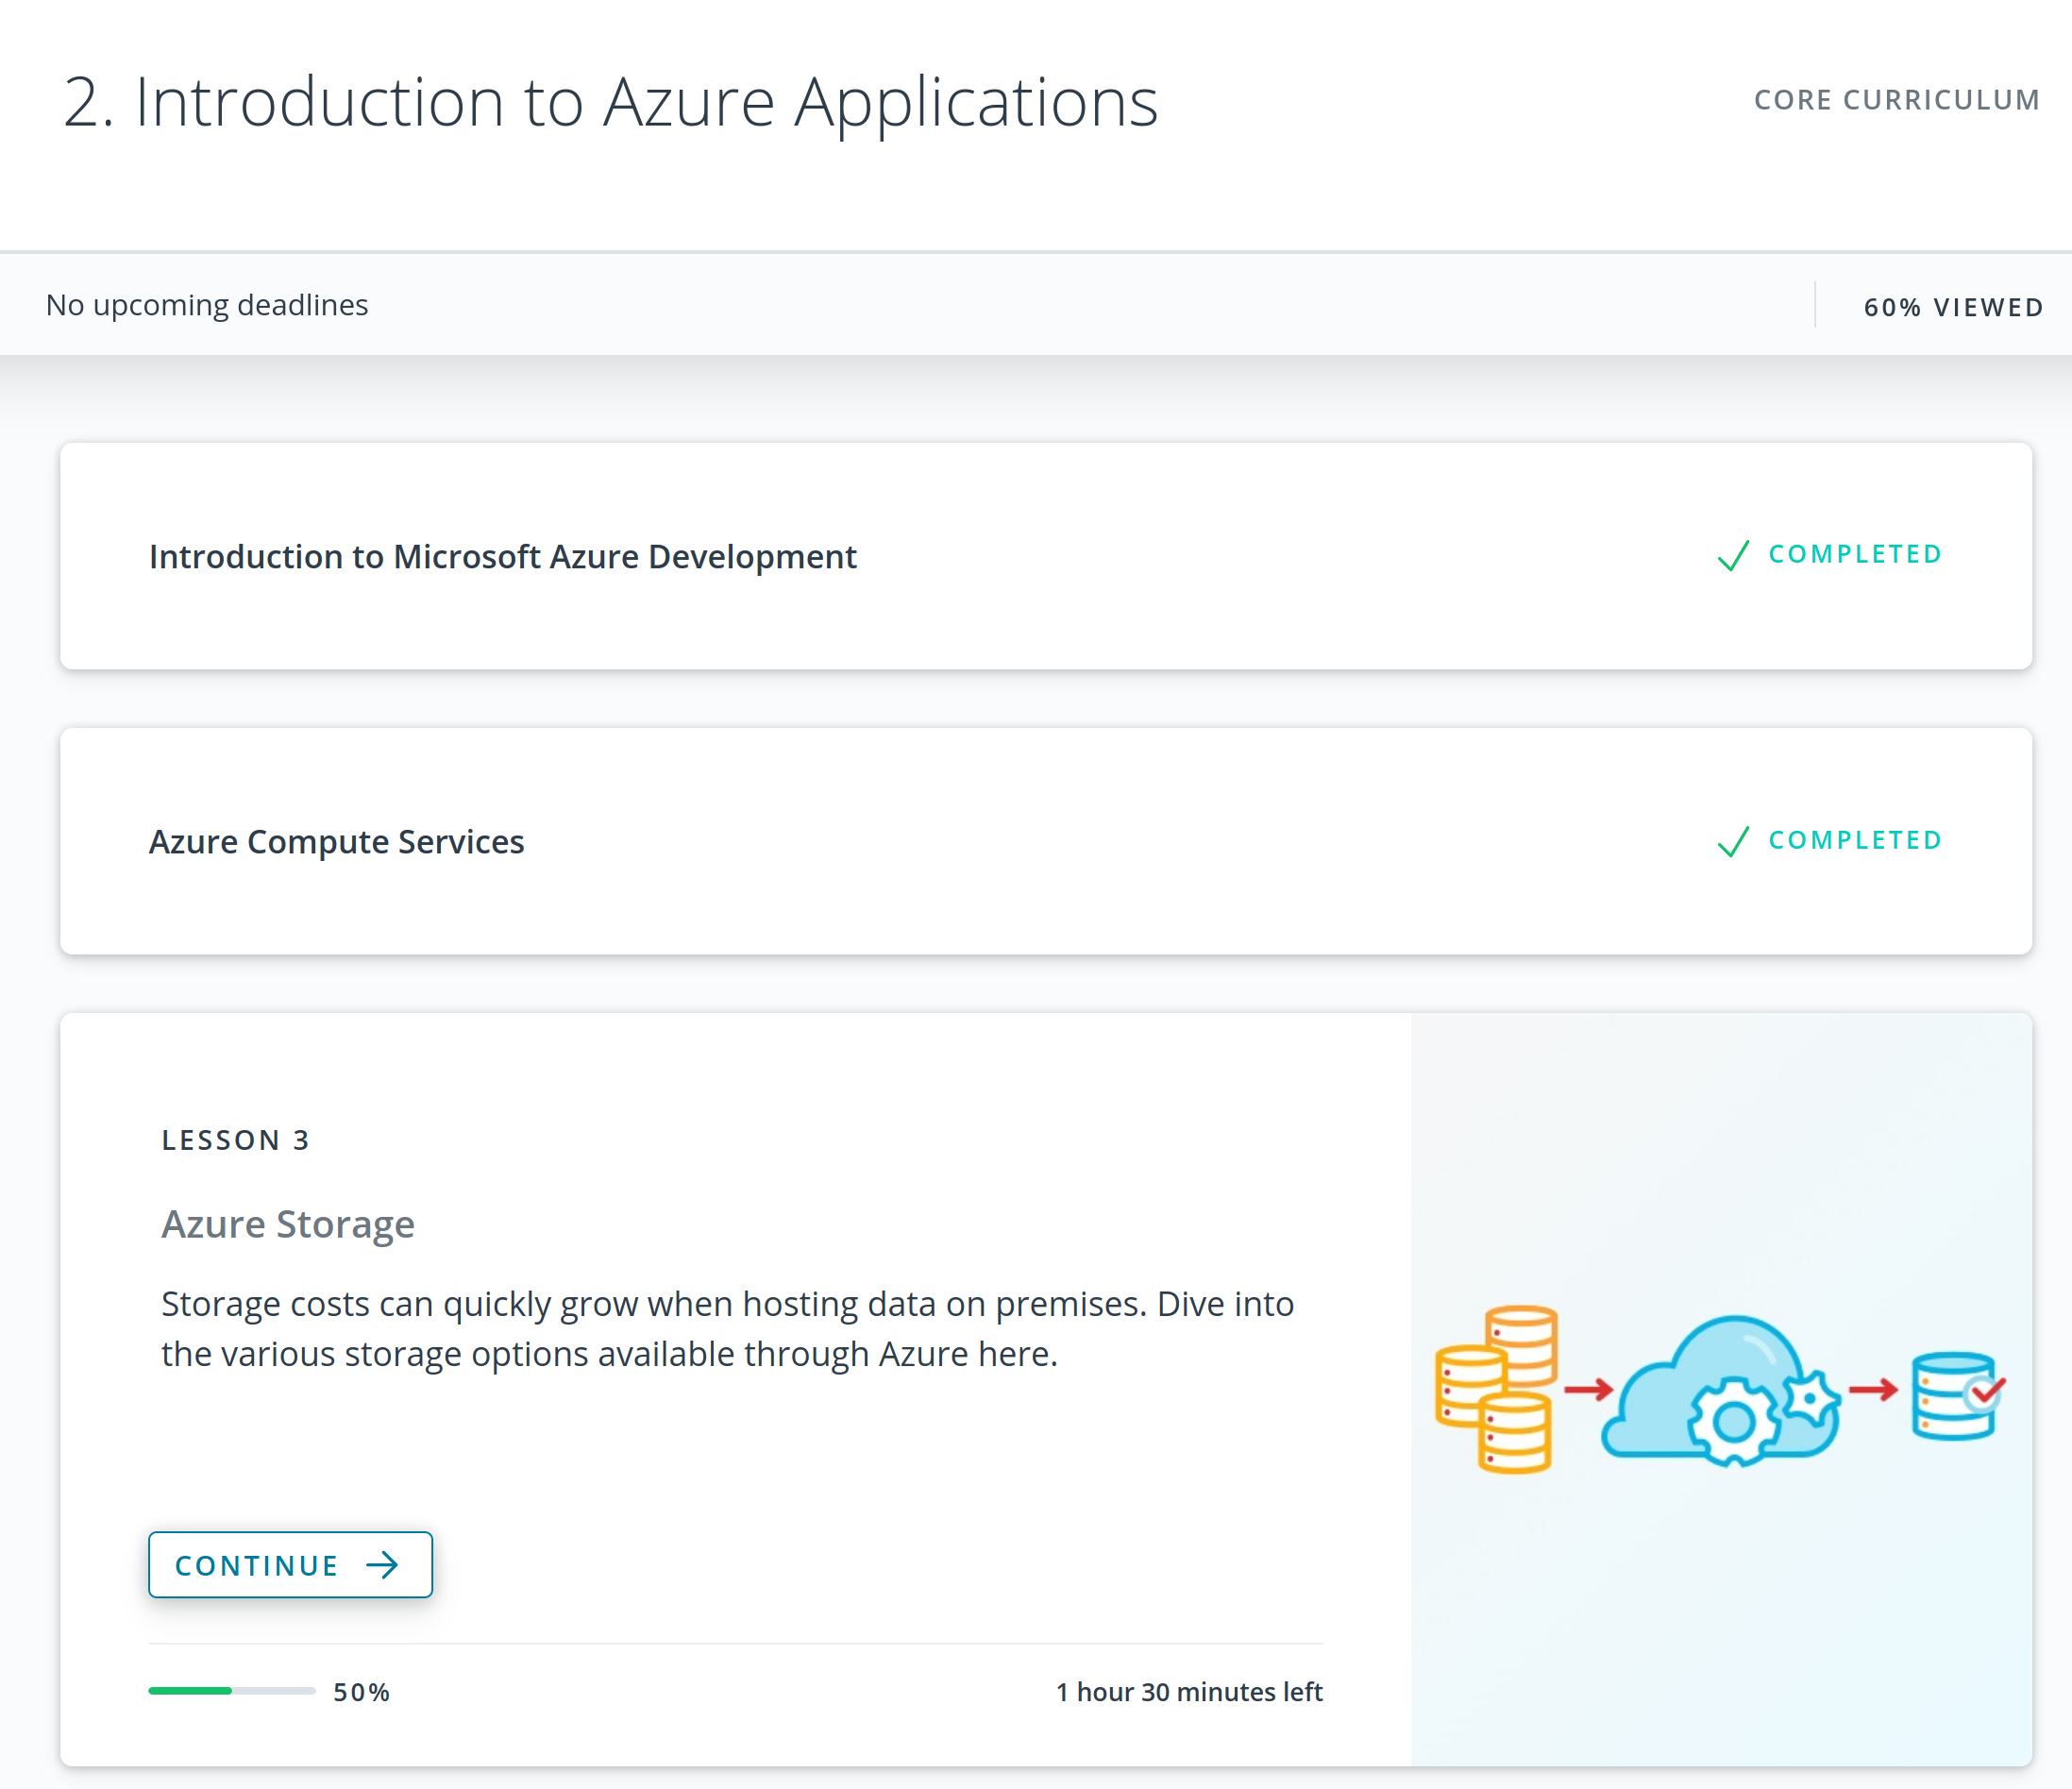 2. Introduction to Azure Applications
CORE CURRICULUM
No upcoming deadlines
60% VIEWED
Introduction to Microsoft Azure Development
COMPLETED
Azure Compute Services
COMPLETED
LESSON 3
Azure Storage
Storage costs can quickly grow when hosting data on premises. Dive into
the various storage options available through Azure here.
CONTINUE
50%
1 hour 30 minutes left